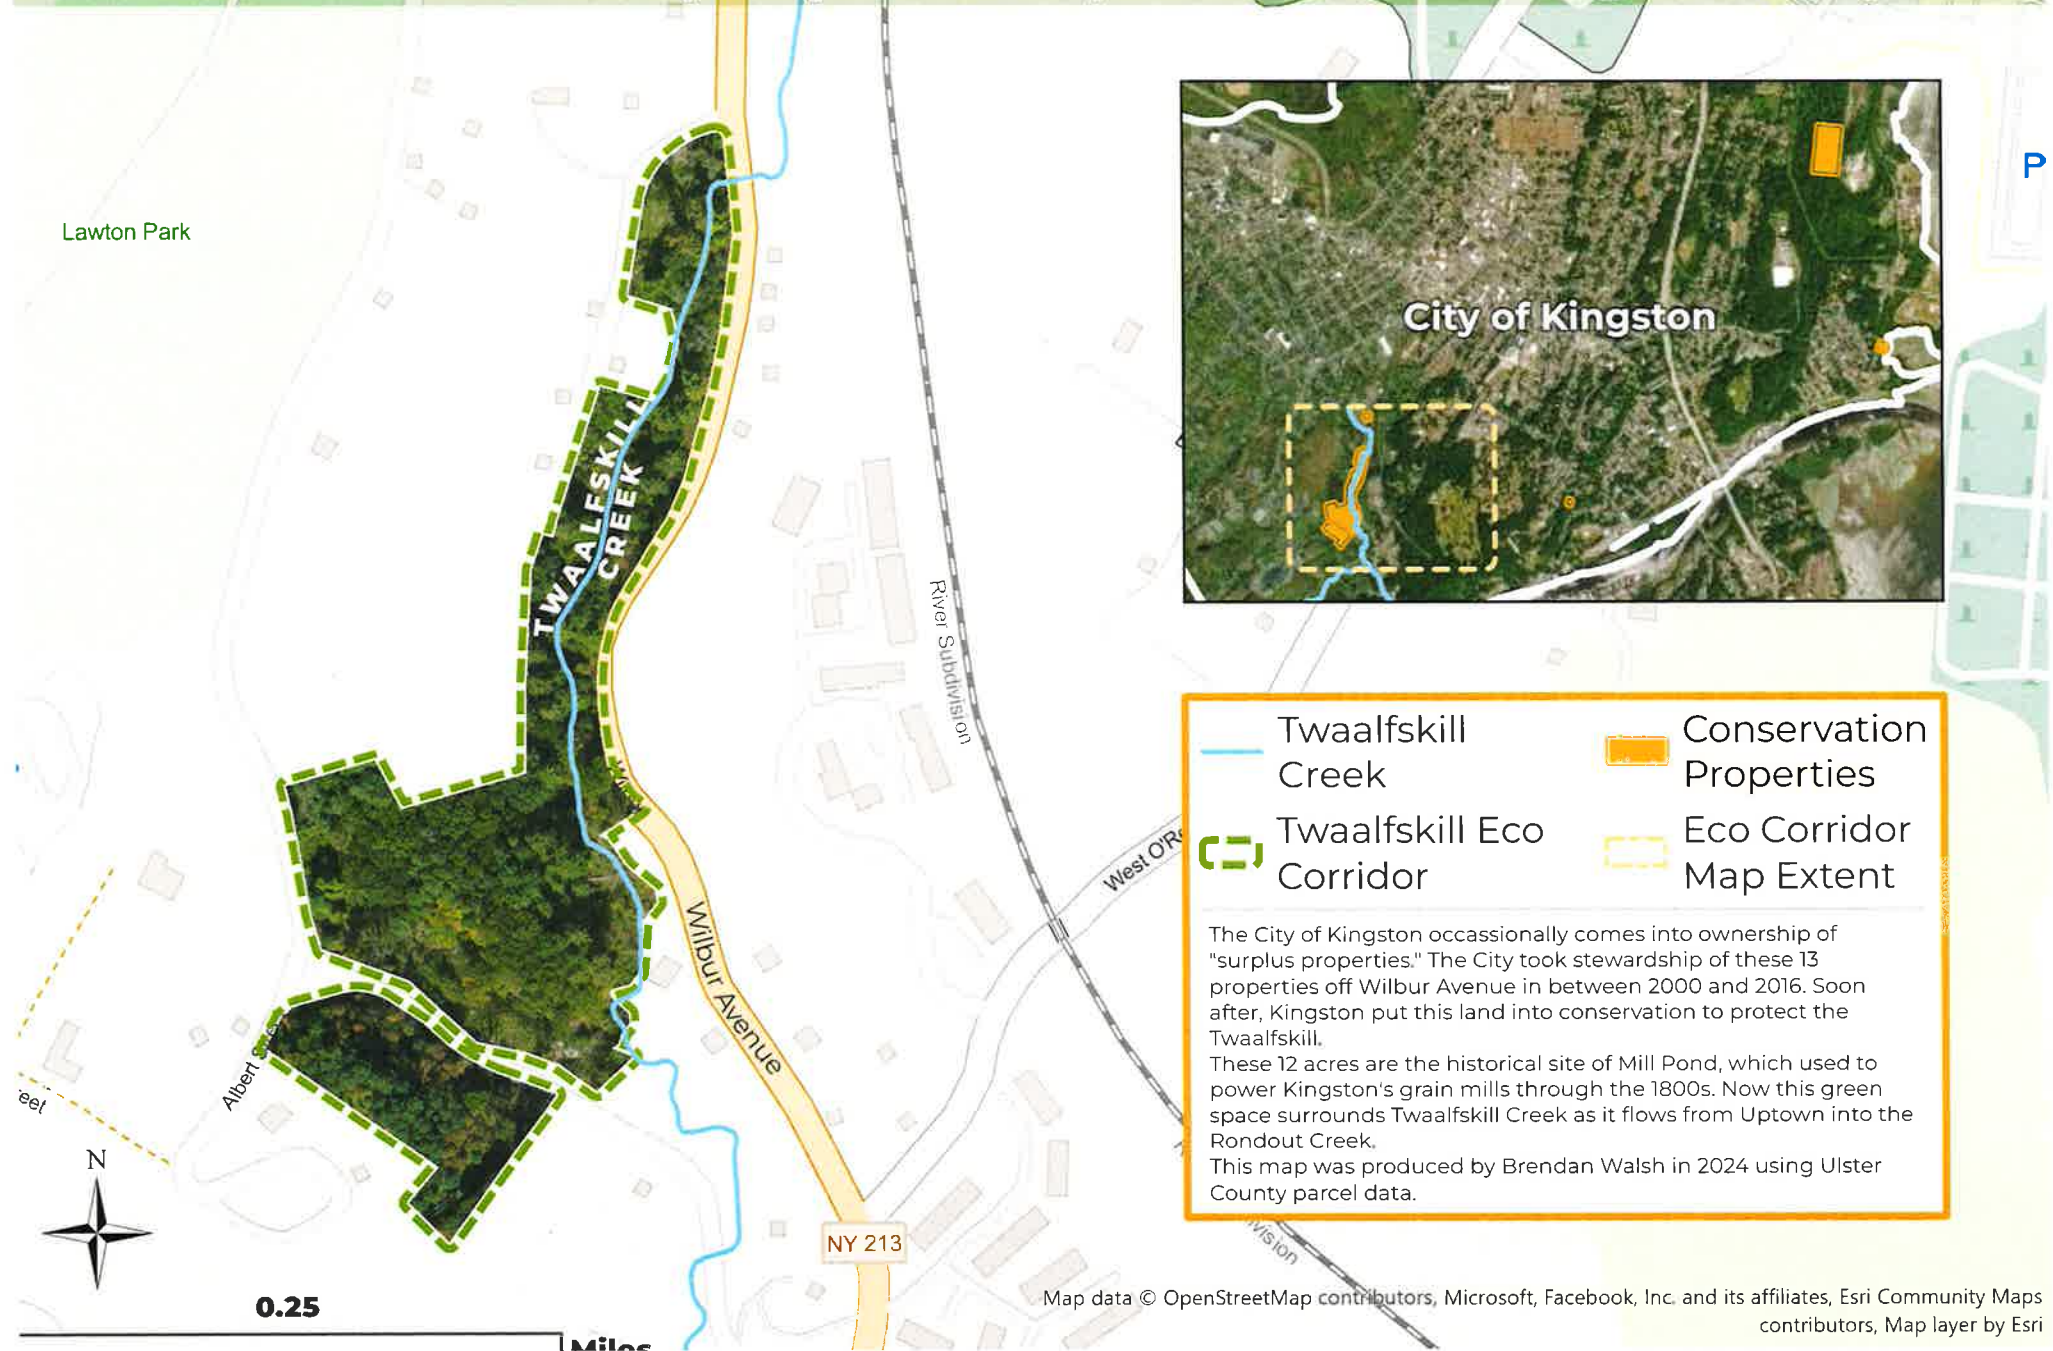 P
Lawton Park
City of Kingston
TWAALFSKILL
CREEK
River Subdivision
Twaalfskill
Creek
Conservation
Properties
Twaalfskill Eco
Corridor
Eco Corridor
Map Extent
West O'Re
The City of Kingston occassionally comes into ownership of
"surplus properties." The City took stewardship of these 13
properties off Wilbur Avenue in between 2000 and 2016. Soon
after, Kingston put this land into conservation to protect the
Twaalfskill.
These 12 acres are the historical site of Mill Pond, which used to
power Kingston's grain mills through the 1800s. Now this green
space surrounds Twaalfskill Creek as it flows from Uptown into the
Rondout Creek.
This map was produced by Brendan Walsh in 2024 using Ulster
County parcel data.
Wilbur Avenue
Albert
eet
N
NY 213
vision
0.25
Miles
Map data © OpenStreetMap contributors, Microsoft, Facebook, Inc. and its affiliates, Esri Community Maps
contributors, Map layer by Esri